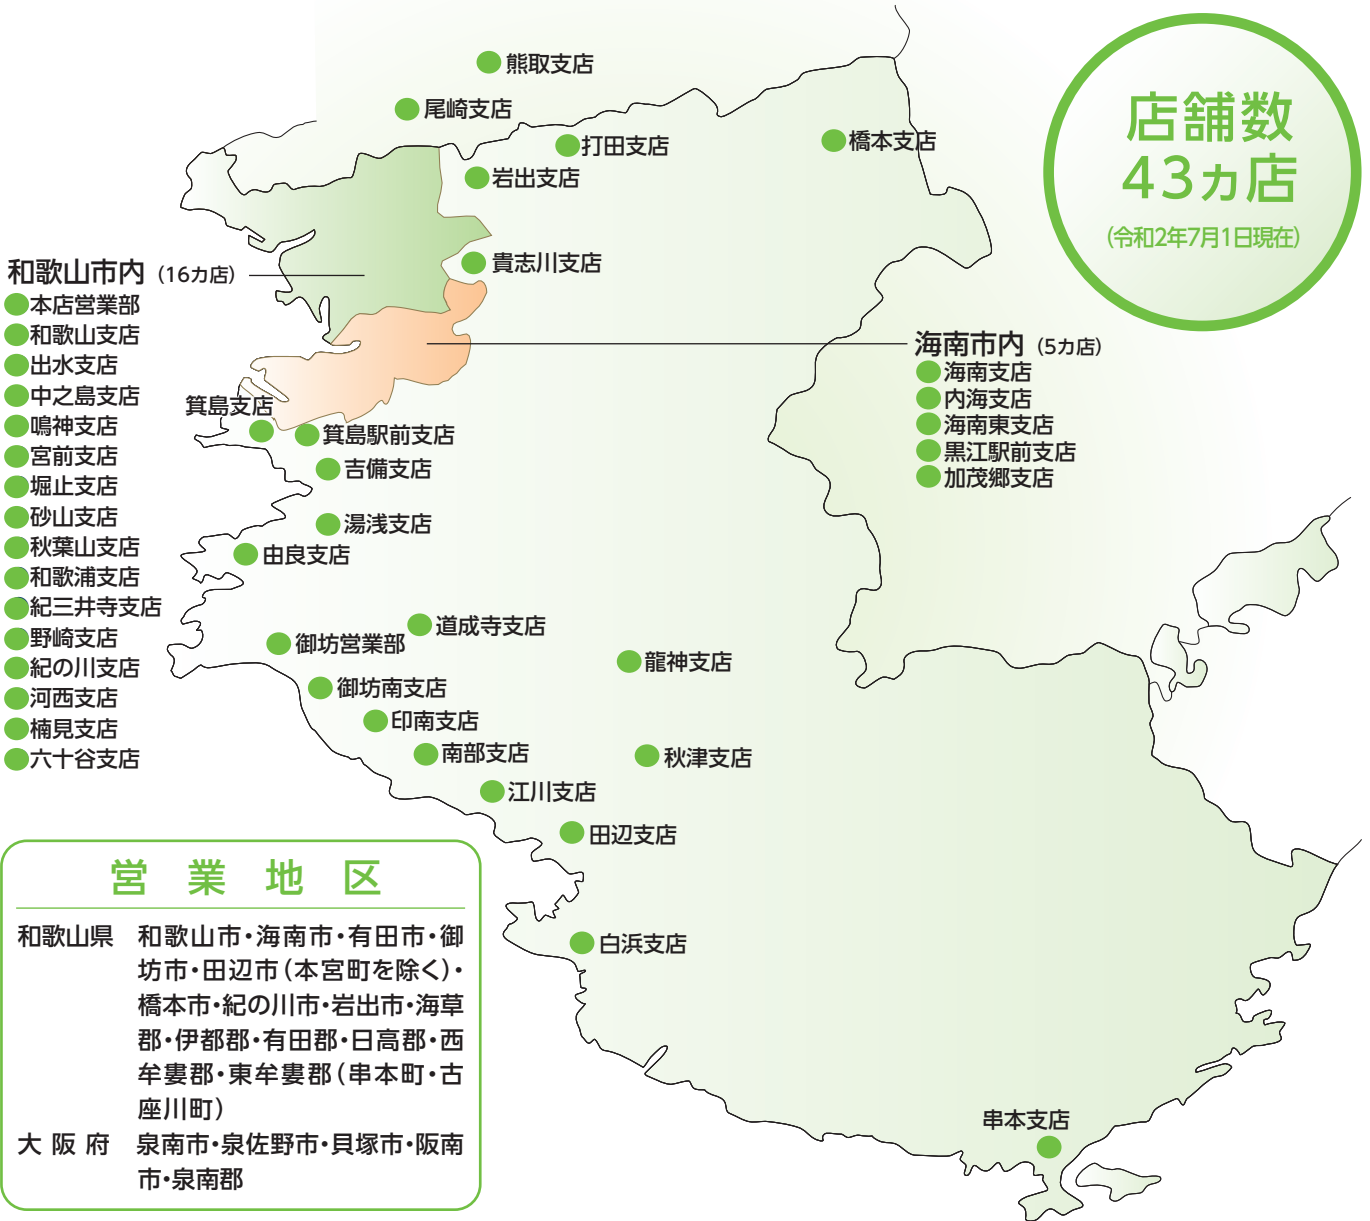 熊取支店
尾崎支店
打田支店
橋本支店
岩出支店
貴志川支店
店舗数
43ヵ店
(令和2年7月1日現在)
和歌山市内 (16カ店)
本店営業部
和歌山支店
出水支店
中之島支店
鳴神支店
宮前支店
堀止支店
砂山支店
秋葉山支店
和歌浦支店
紀三井寺支店
野崎支店
紀の川支店
河西支店
楠見支店
六十谷支店
海南市内 (5カ店)
海南支店
内海支店
海南東支店
黒江駅前支店
加茂郷支店
箕島支店
箕島駅前支店
吉備支店
湯浅支店
由良支店
道成寺支店
御坊営業部
龍神支店
御坊南支店
印南支店
南部支店
秋津支店
江川支店
田辺支店
白浜支店
串本支店
営業地区
和歌山県 和歌山市・海南市・有田市・御
坊市・田辺市(本宮町を除く)・
橋本市・紀の川市・岩出市・海草
郡・伊都郡・有田郡・日高郡・西
牟婁郡・東牟婁郡(串本町・古
座川町)
大阪府 泉南市・泉佐野市・貝塚市・阪南
市・泉南郡